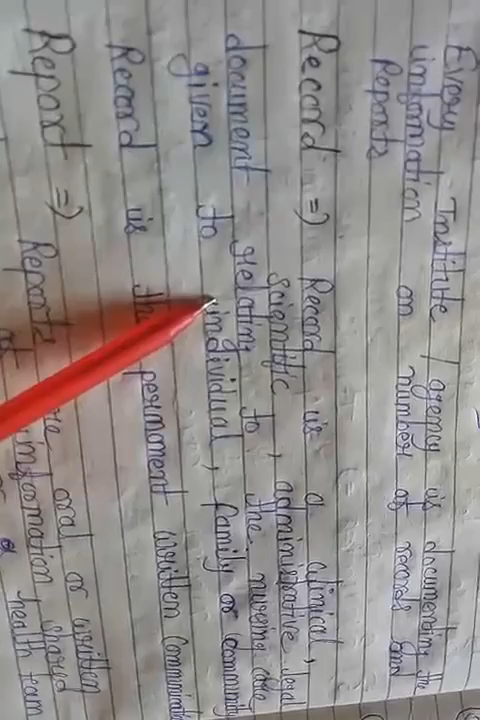 Every Institute / agency is documenting the
information on number of records and
Reports
Record => Record is a clinical,
scientific, administrative, legal
document relating to the nursing care
given to individual, family or community
Record is the permanent written Communication
Report => Reports are oral or written
information shared
health team